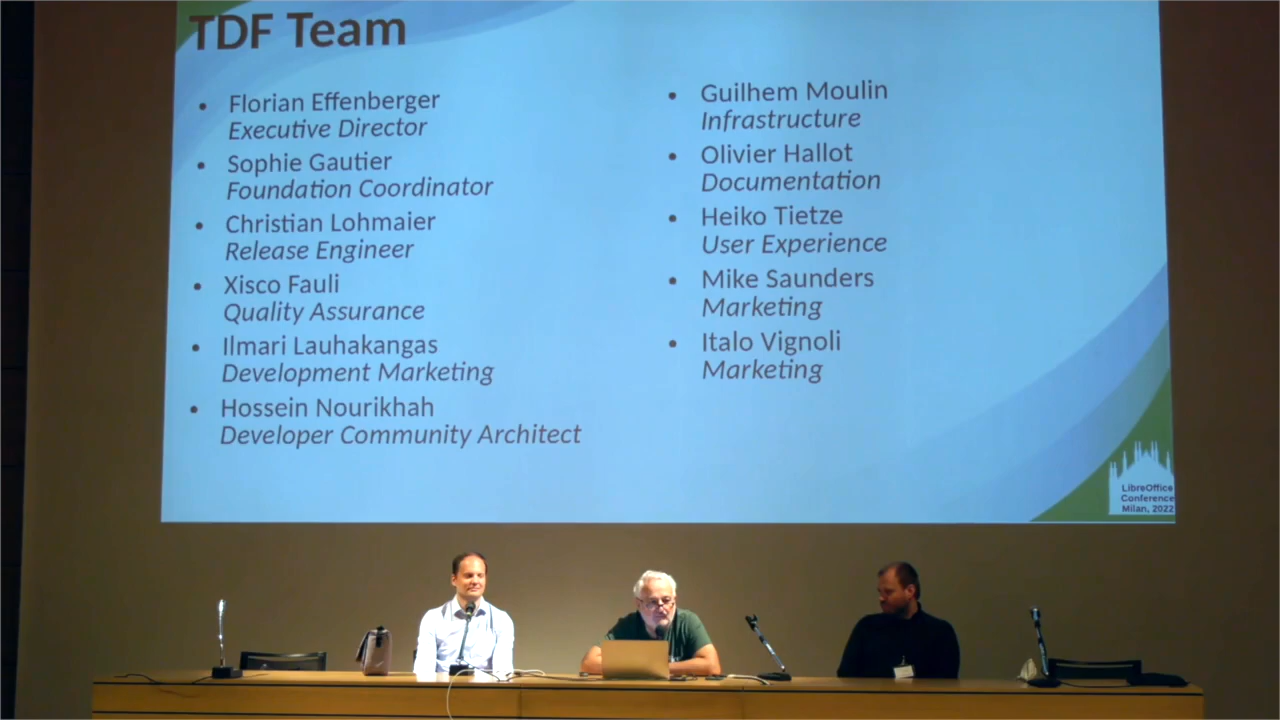 TDF Team
Florian Effenberger
Executive Director
Sophie Gautier
Foundation Coordinator
Christian Lohmaier
Release Engineer
Xisco Fauli
Quality Assurance
Ilmari Lauhakangas
Development Marketing
Hossein Nourikhah
Developer Community Architect
Guilhem Moulin
Infrastructure
Olivier Hallot
Documentation
Heiko Tietze
User Experience
Mike Saunders
Marketing
Italo Vignoli
Marketing
LibreOffice
Conference
Milan, 2022